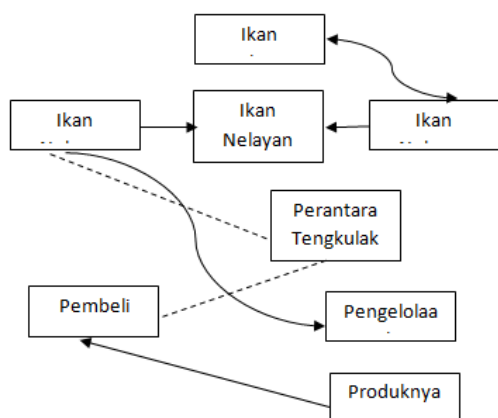 Ikan
Ikan
Ikan
Nelayan
Ikan
Perantara
Tengkulak
Pembeli
Pengelolaa
Produknya